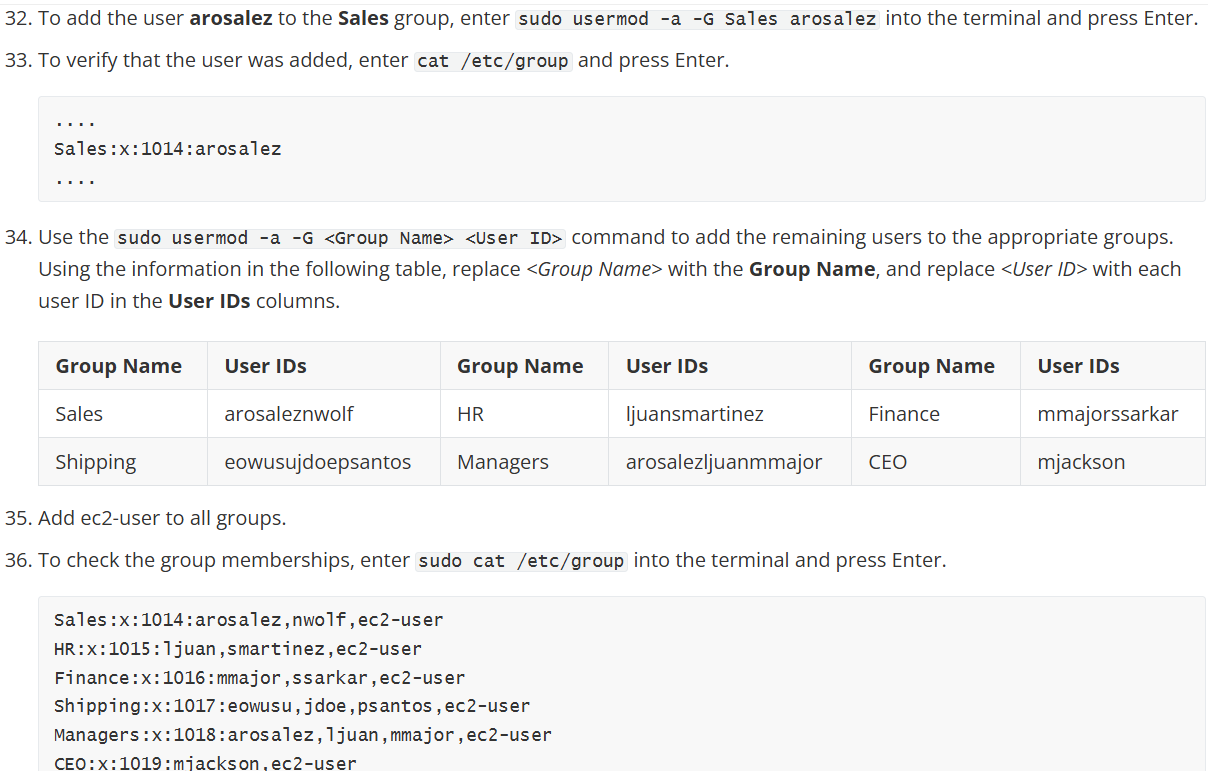 32. To add the user arosalez to the Sales group, enter sudo usermod -a -G Sales arosalez into the terminal and press Enter.
33. To verify that the user was added, enter cat /etc/group and press Enter.
....
Sales:x:1014:arosalez
....
34. Use the sudo usermod -a -G <Group Name> <User ID> command to add the remaining users to the appropriate groups.
Using the information in the following table, replace <Group Name> with the Group Name, and replace <User ID> with each
user ID in the User IDs columns.
Group Name User IDs Group Name User IDs Group Name User IDs
Sales arosaleznwolf HR ljuansmartinez Finance mmajorssarkar
Shipping eowusujdoepsantos Managers arosalezljuanmmajor CEO mjackson
35. Add ec2-user to all groups.
36. To check the group memberships, enter sudo cat /etc/group into the terminal and press Enter.
Sales:x:1014:arosalez,nwolf,ec2-user
HR:x:1015:ljuan,smartinez,ec2-user
Finance:x:1016:mmajor,ssarkar,ec2-user
Shipping:x:1017:eowusu,jdoe,psantos,ec2-user
Managers:x:1018:arosalez,ljuan,mmajor,ec2-user
CEO:x:1019:mjackson,ec2-user